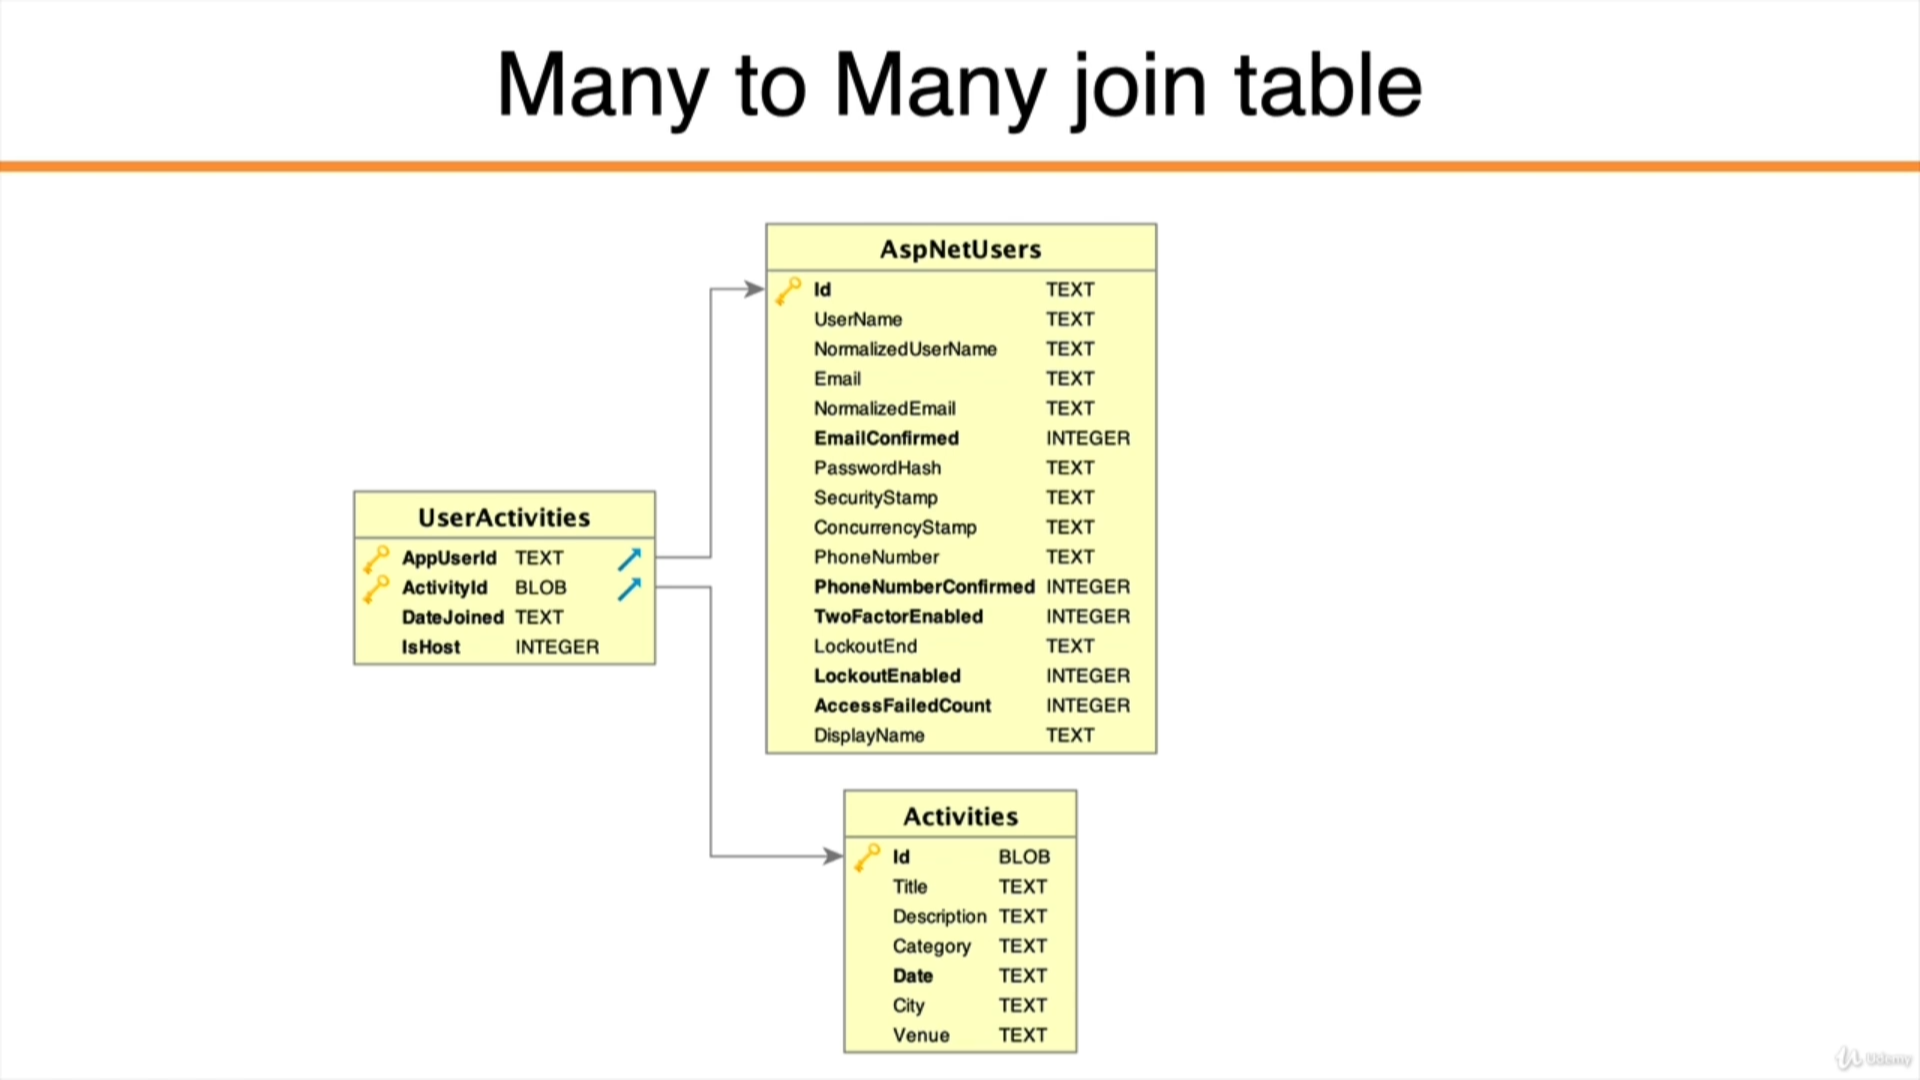 Many to Many join table
AspNetUsers
Id TEXT
UserName TEXT
NormalizedUserName TEXT
Email TEXT
NormalizedEmail TEXT
EmailConfirmed INTEGER
PasswordHash TEXT
SecurityStamp TEXT
ConcurrencyStamp TEXT
PhoneNumber TEXT
PhoneNumberConfirmed INTEGER
TwoFactorEnabled INTEGER
LockoutEnd TEXT
LockoutEnabled INTEGER
AccessFailedCount INTEGER
DisplayName TEXT
UserActivities
AppUserId TEXT
ActivityId BLOB
DateJoined TEXT
IsHost INTEGER
Activities
Id BLOB
Title TEXT
Description TEXT
Category TEXT
Date TEXT
City TEXT
Venue TEXT
Udemy